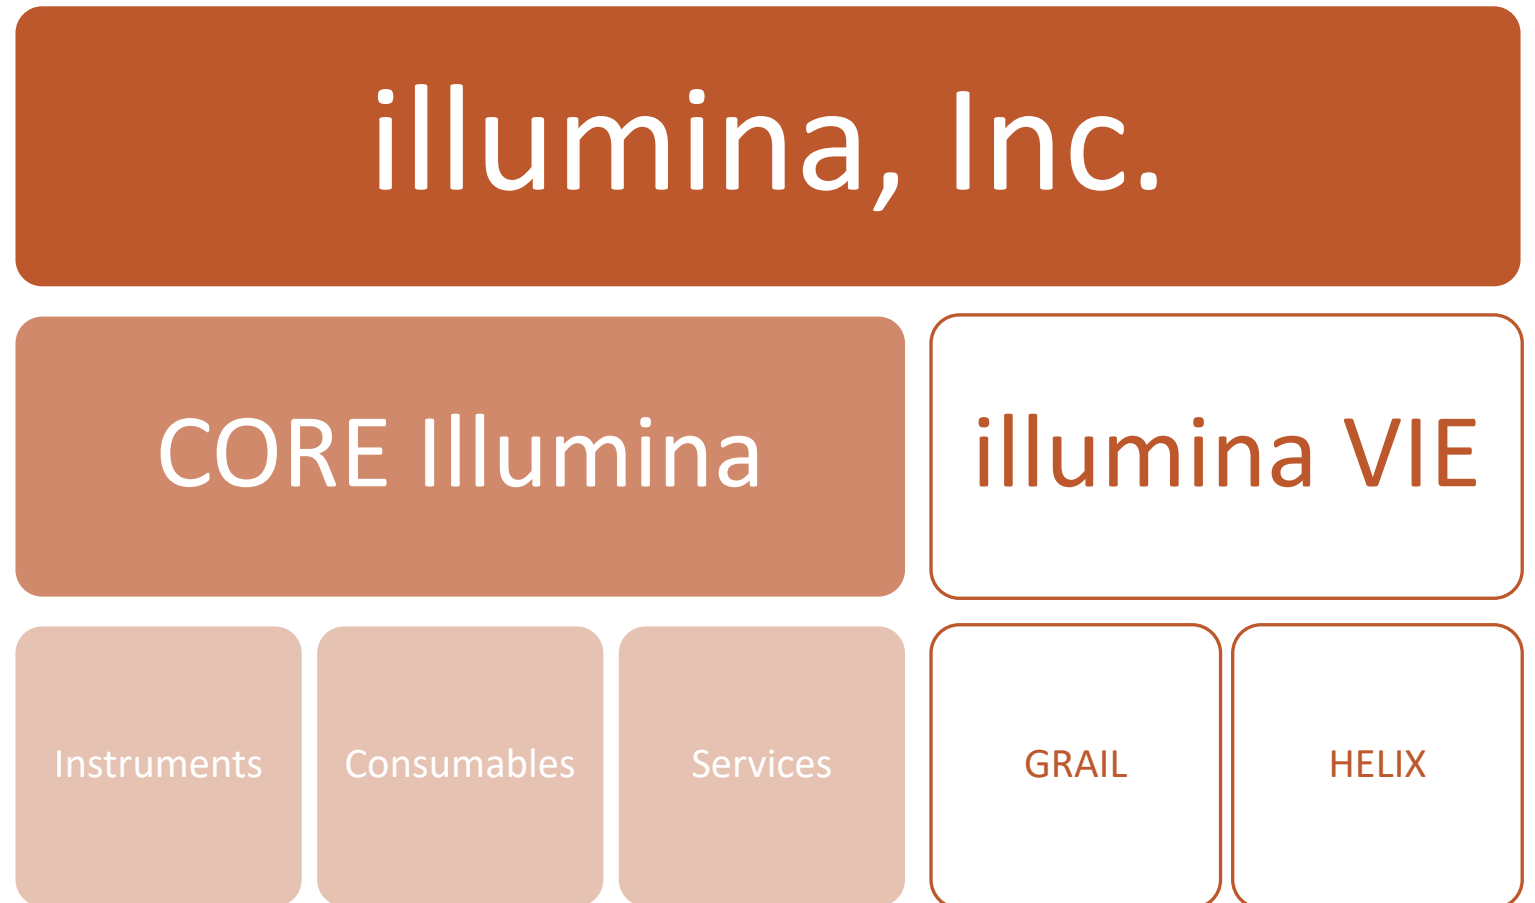 illumina, Inc.
CORE Illumina
illumina VIE
Instruments
Consumables
Services
GRAIL
HELIX